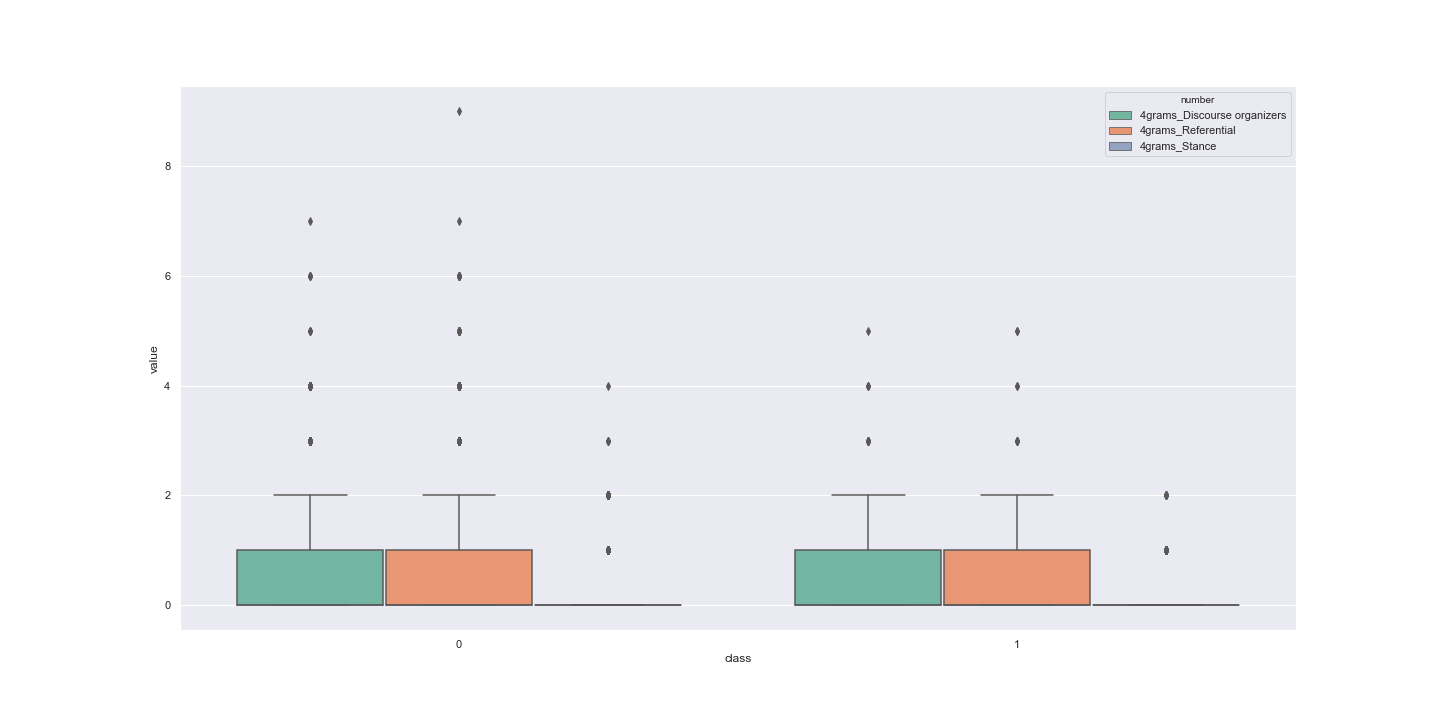 number
4grams_Discourse organizers
4grams_Referential
4grams_Stance
8
6
4
2
0
value
0
1
class